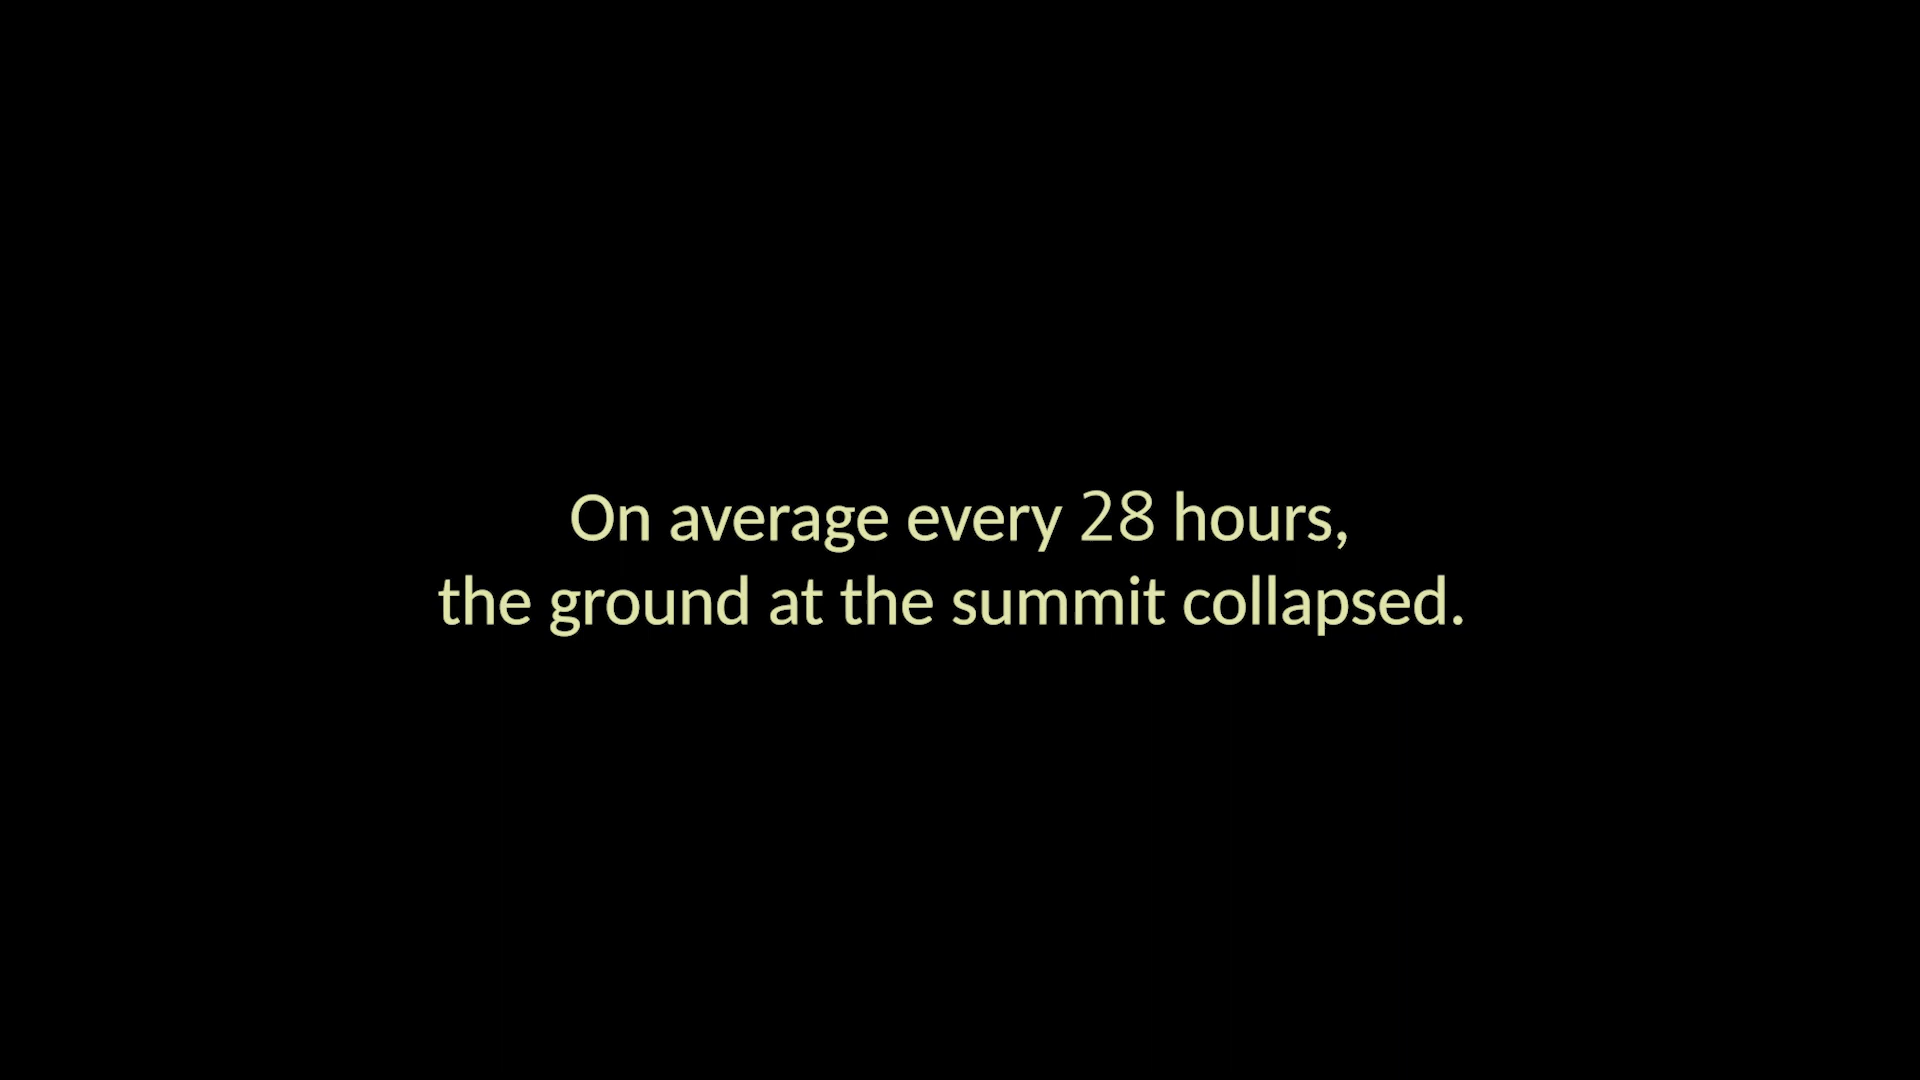 On average every 28 hours,
the ground at the summit collapsed.